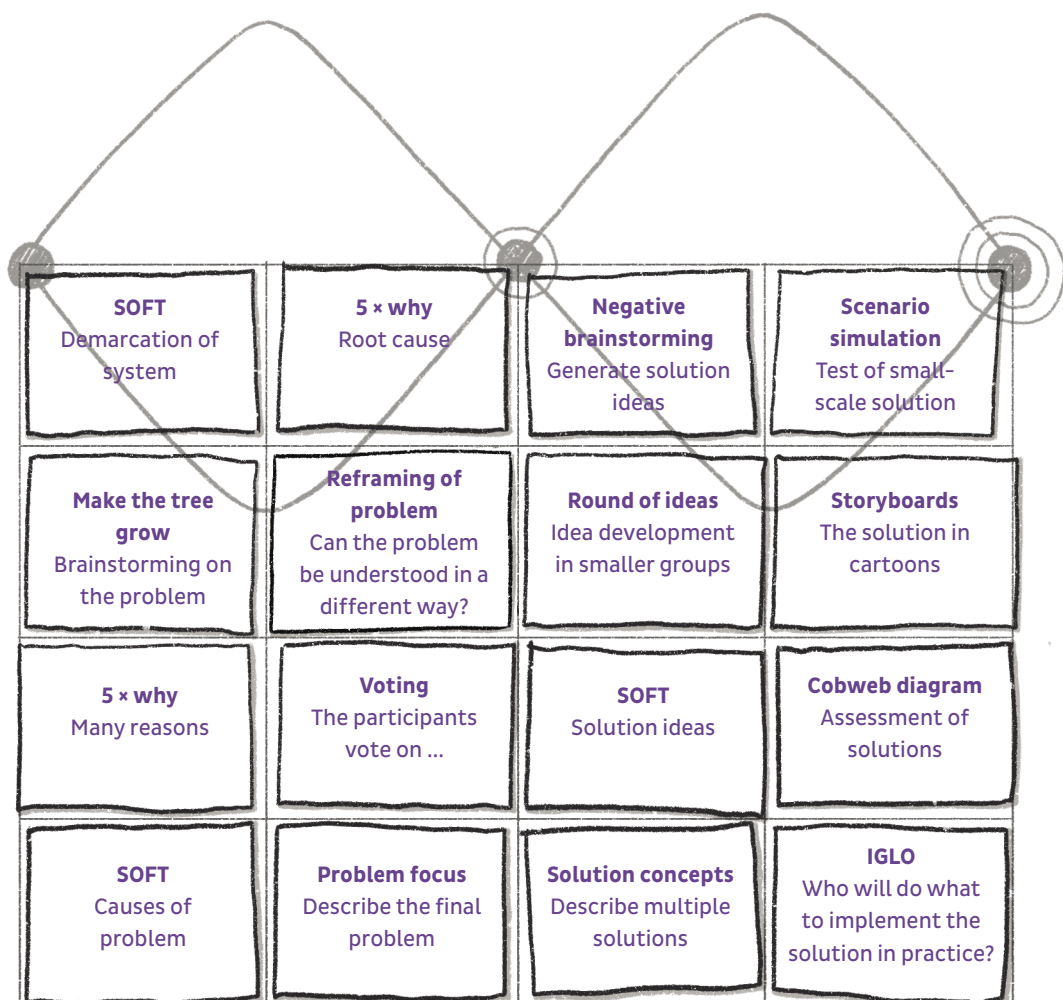 SOFT
Demarcation of
system
5 × why
Root cause
Negative
brainstorming
Generate solution
ideas
Scenario
simulation
Test of small-
scale solution
Make the tree
grow
Brainstorming on
the problem
Reframing of
problem
Can the problem
be understood in a
different way?
Round of ideas
Idea development
in smaller groups
Storyboards
The solution in
cartoons
5 × why
Many reasons
Voting
The participants
vote on ...
SOFT
Solution ideas
Cobweb diagram
Assessment of
solutions
SOFT
Causes of
problem
Problem focus
Describe the final
problem
Solution concepts
Describe multiple
solutions
IGLO
Who will do what
to implement the
solution in practice?